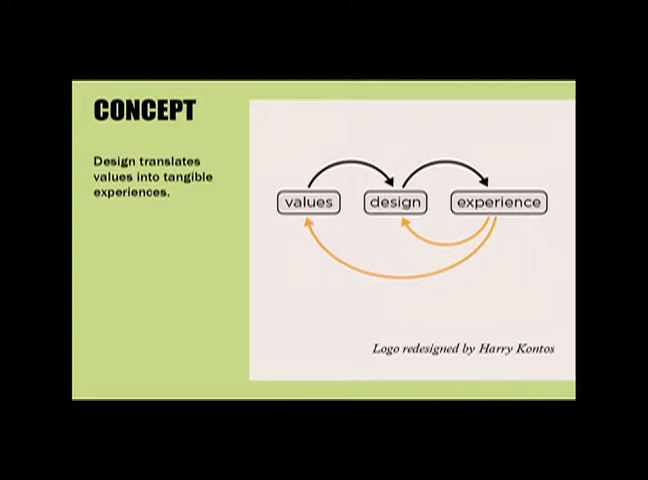 CONCEPT
Design translates
values into tangible
experiences.
values design experience
Logo redesigned by Harry Kontos